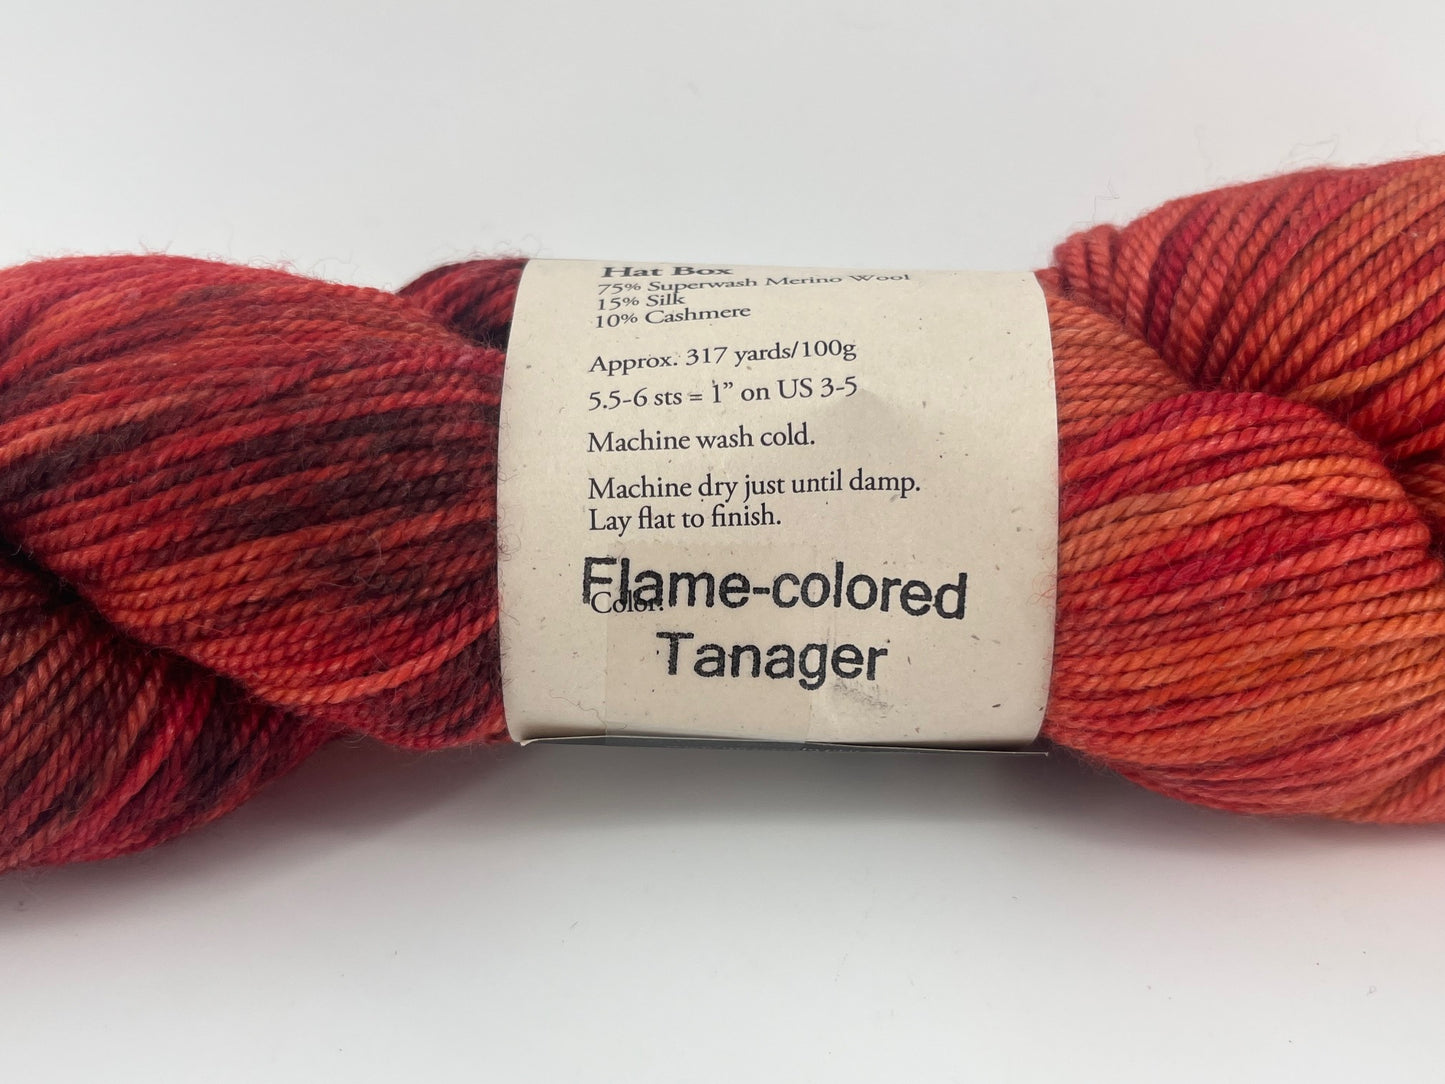 Hat Box
75% Superwash Merino Wool
15% Silk
10% Cashmere
Approx. 317 yards/100g
5.5-6 sts = 1” on US 3-5
Machine wash cold.
Machine dry just until damp.
Lay flat to finish.
Color:
Flame-colored
Tanager